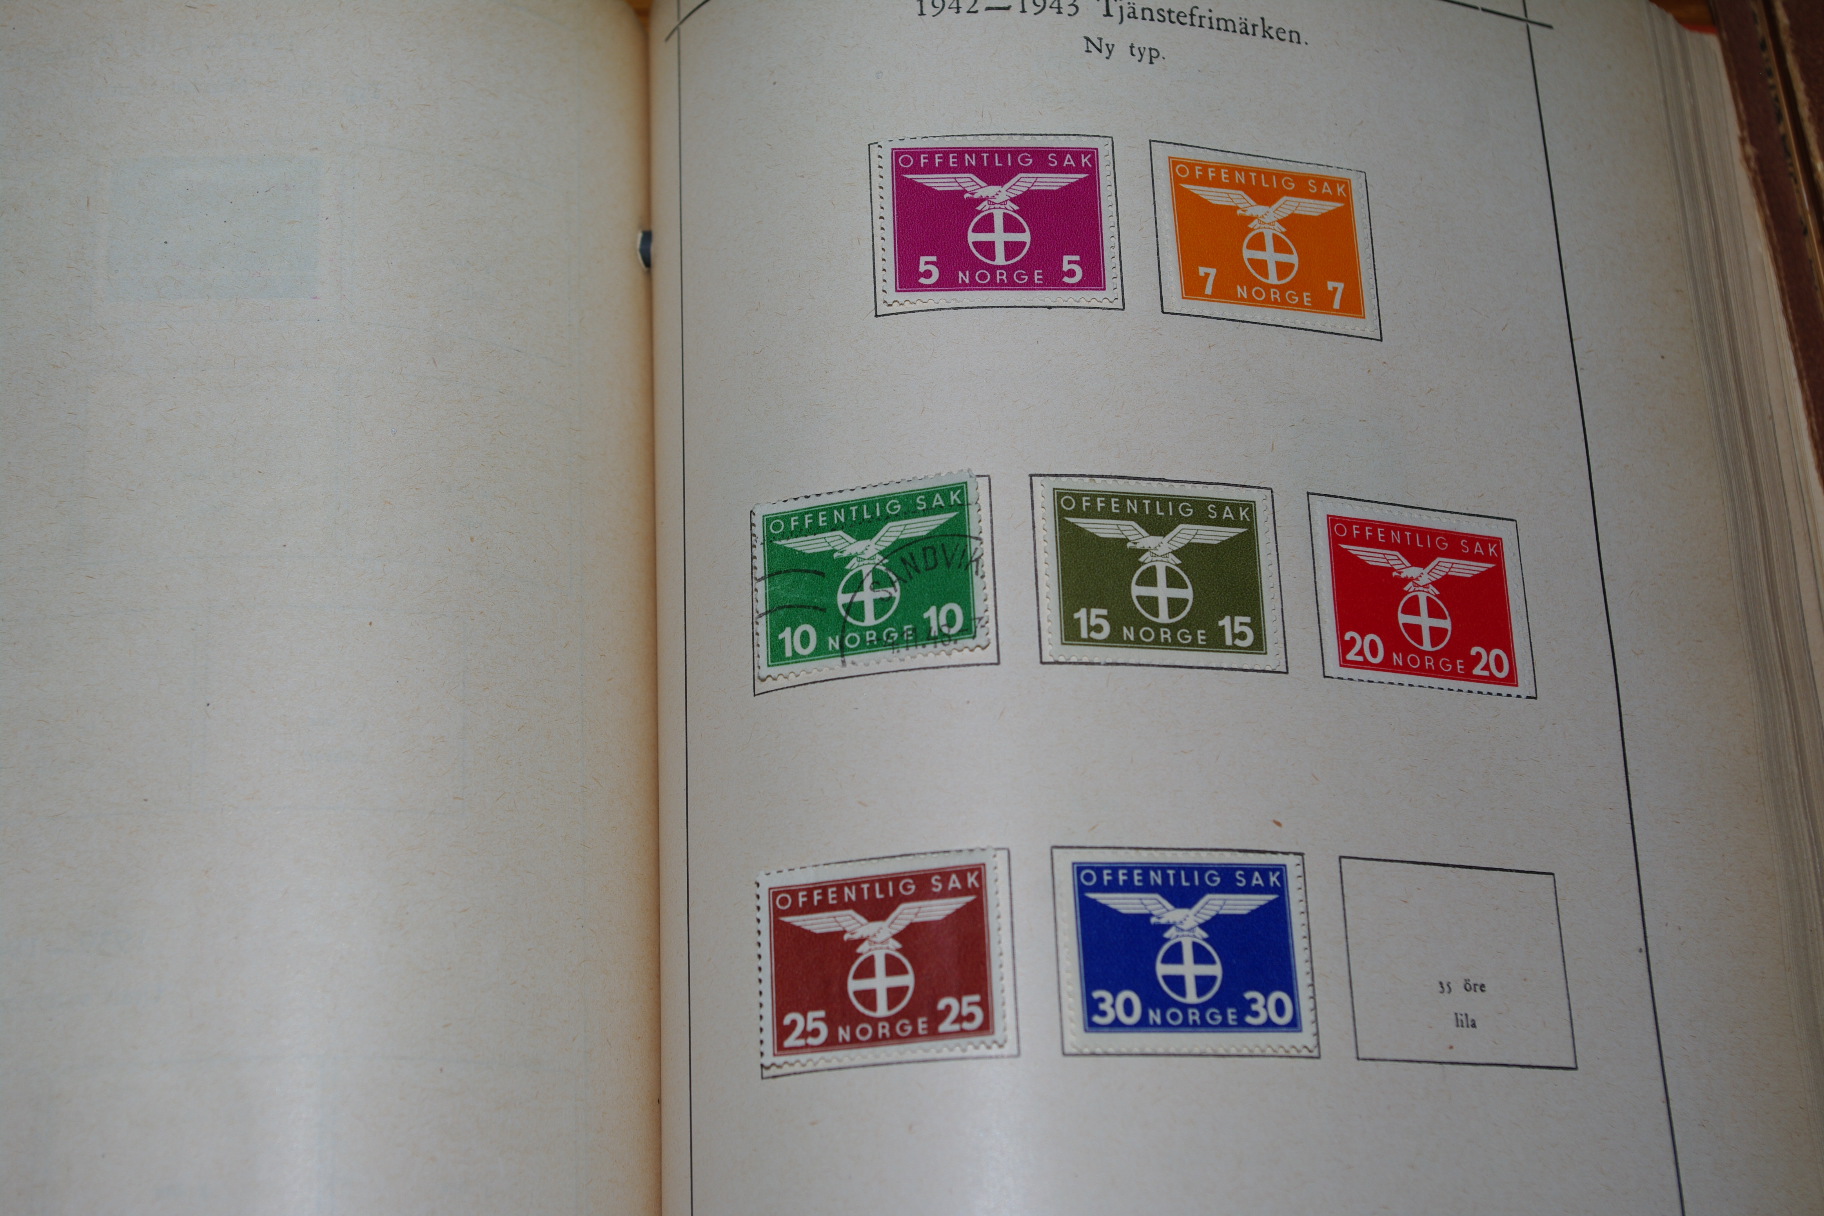 1942—1943 Tjänstefrimärken.
Ny typ.
OFFENTLIG SAK
5 NORGE 5
OFFENTLIG SAK
7 NORGE 7
OFFENTLIG SAK
SANDVIK
10 NORGE 10
OFFENTLIG SAK
15 NORGE 15
OFFENTLIG SAK
20 NORGE 20
OFFENTLIG SAK
25 NORGE 25
OFFENTLIG SAK
30 NORGE 30
35 öre
lila